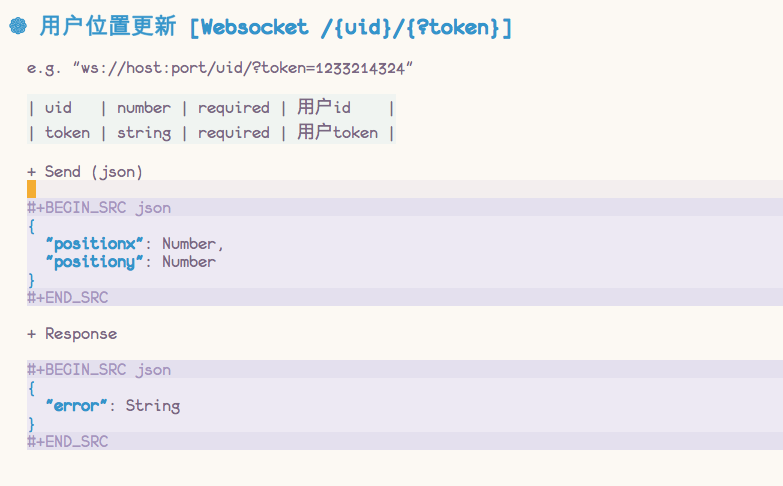 用户位置更新 [Websocket /{uid}/{?token}]
e.g. "ws://host:port/uid/?token=1233214324"
| uid | number | required | 用户id |
| token | string | required | 用户token |
+ Send (json)
#+BEGIN_SRC json
{
"positionx": Number,
"positiony": Number
}
#+END_SRC
+ Response
#+BEGIN_SRC json
{
"error": String
}
#+END_SRC